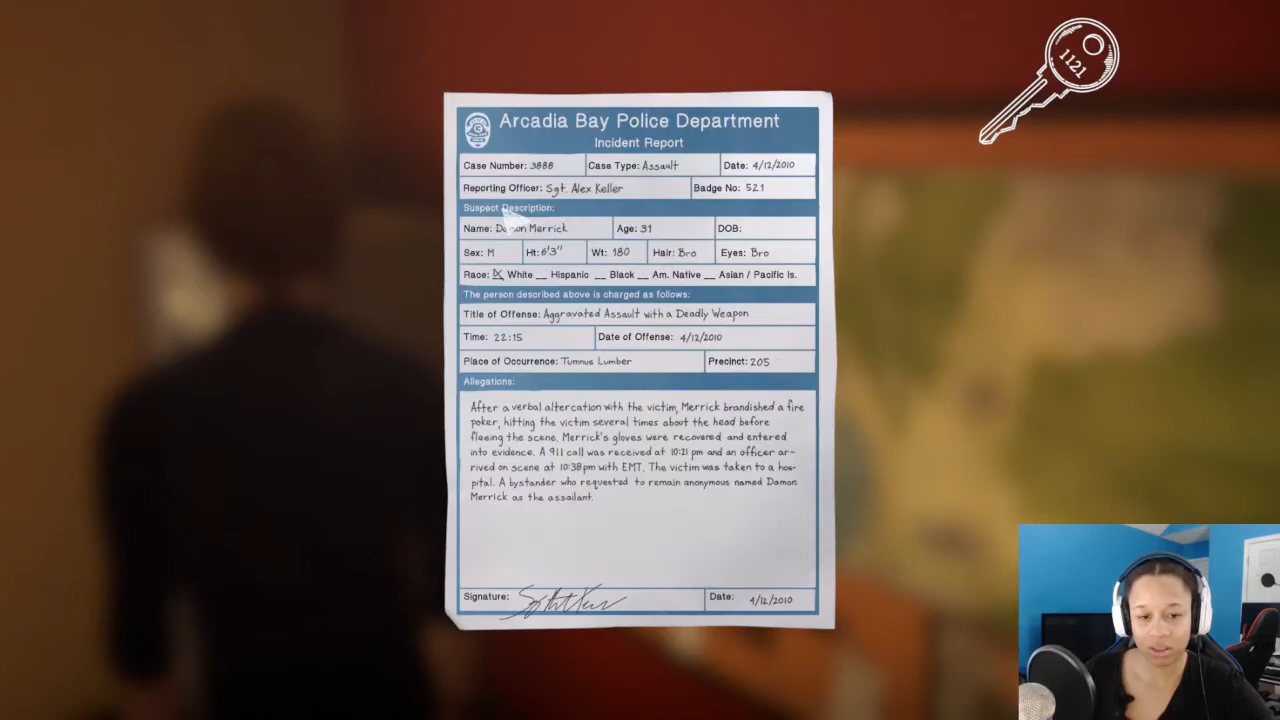 1121
Arcadia Bay Police Department
Incident Report
Case Number: 3888 Case Type: Assault Date: 4/12/2010
Reporting Officer: Sgt. Alex Keller Badge No: 521
Suspect Description:
Name: Damon Merrick Age: 31 DOB:
Sex: M Ht: 6'3" Wt: 180 Hair: Bro Eyes: Bro
Race: X White __ Hispanic __ Black __ Am. Native __ Asian / Pacific Is.
The person described above is charged as follows:
Title of Offense: Aggravated Assault with a Deadly Weapon
Time: 22:15 Date of Offense: 4/12/2010
Place of Occurrence: Tumnus Lumber Precinct: 205
Allegations:
After a verbal altercation with the victim, Merrick brandished a fire
poker, hitting the victim several times about the head before
fleeing the scene. Merrick's gloves were recovered and entered
into evidence. A 911 call was received at 10:21 pm and an officer ar-
rived on scene at 10:38pm with EMT. The victim was taken to a hos-
pital. A bystander who requested to remain anonymous named Damon
Merrick as the assailant.
Signature: Date: 4/12/2010